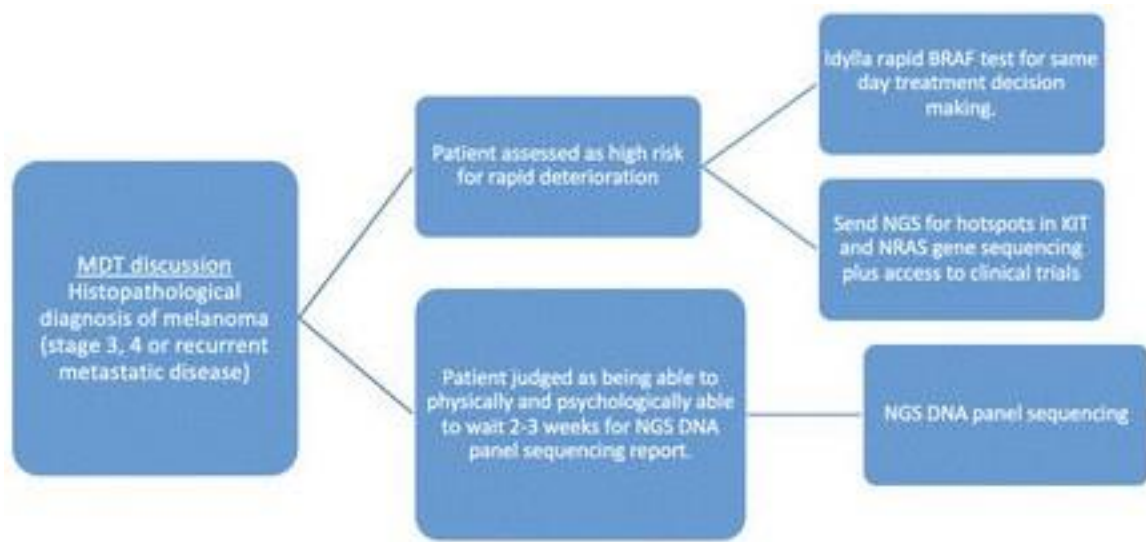 MDT discussion
Histopathological
diagnosis of melanoma
(stage 3, 4 or recurrent
metastatic disease)
Patient assessed as high risk
for rapid deterioration
Idylla rapid BRAF test for same
day treatment decision
making.
Send NGS for hotspots in KIT
and NRAS gene sequencing
plus access to clinical trials
Patient judged as being able to
physically and psychologically able
to wait 2-3 weeks for NGS DNA
panel sequencing report.
NGS DNA panel sequencing